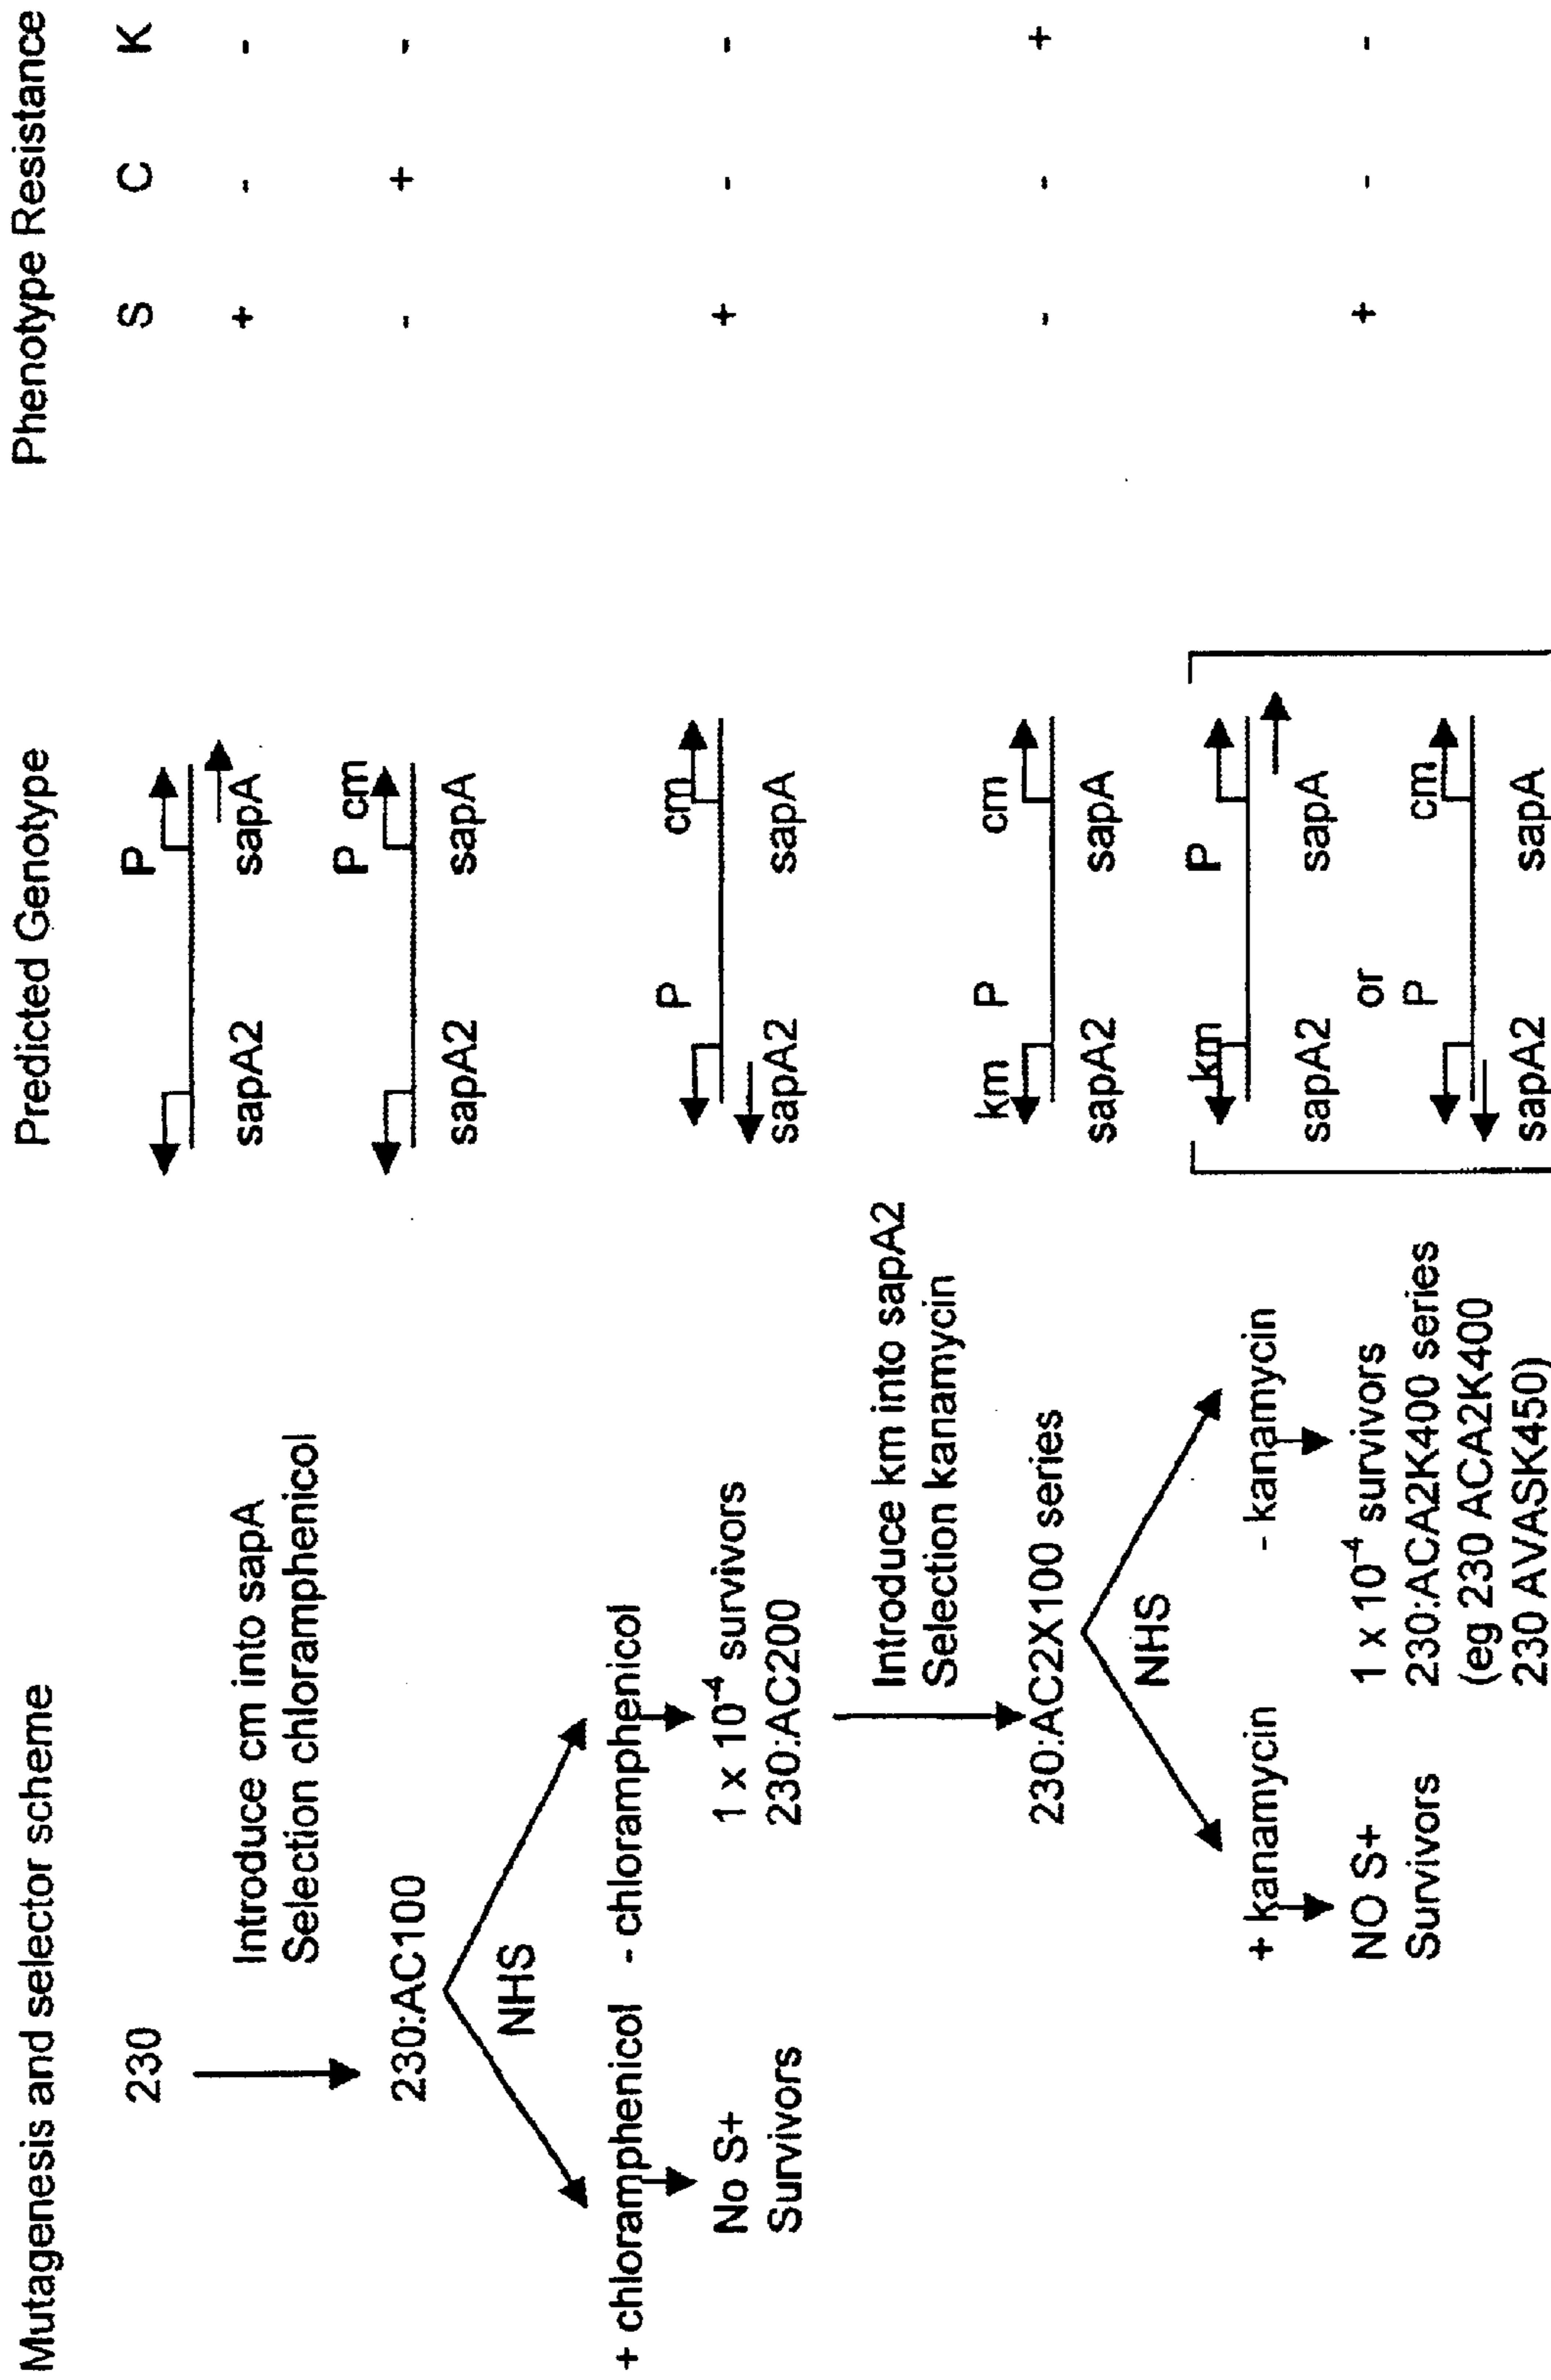 Mutagenesis and selector scheme
Predicted Genotype
Phenotype Resistance
S C K
230
P
sapA2 sapA
+ - -
Introduce cm into sapA
Selection chloramphenicol
230:AC100
P cm
sapA2 sapA
- + -
NHS
+ chloramphenicol - chloramphenicol
No S+
Survivors
1 x 10⁻⁴ survivors
230:AC200
P cm
sapA2 sapA
+ - -
Introduce km into sapA2
Selection kanamycin
230:AC2X100 series
km P cm
sapA2 sapA
- - +
NHS
+ kanamycin - kanamycin
NO S+
Survivors
1 x 10⁻⁴ survivors
230:ACA2K400 series
(eg 230 ACA2K400
230 AVASK450)
km P
sapA2 sapA
or
P cm
sapA2 sapA
+ - -